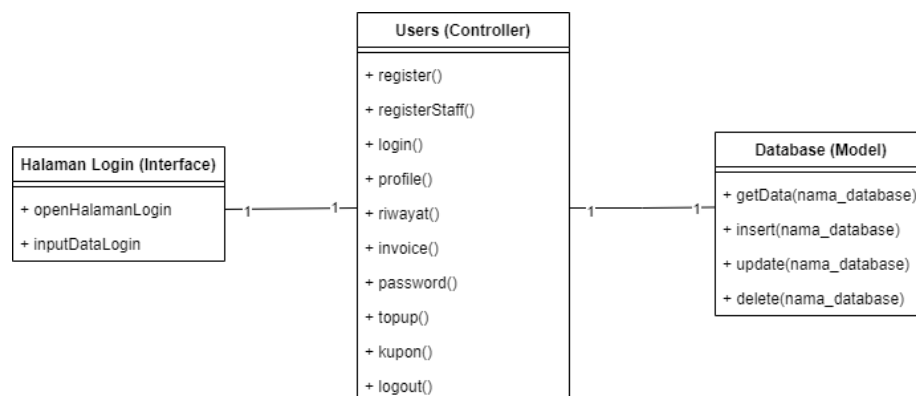 Users (Controller)
+ register()
+ registerStaff()
+ login()
+ profile()
+ riwayat()
+ invoice()
+ password()
+ topup()
+ kupon()
+ logout()
Halaman Login (Interface)
+ openHalamanLogin
+ inputDataLogin
1
1
1
1
Database (Model)
+ getData(nama_database)
+ insert(nama_database)
+ update(nama_database)
+ delete(nama_database)